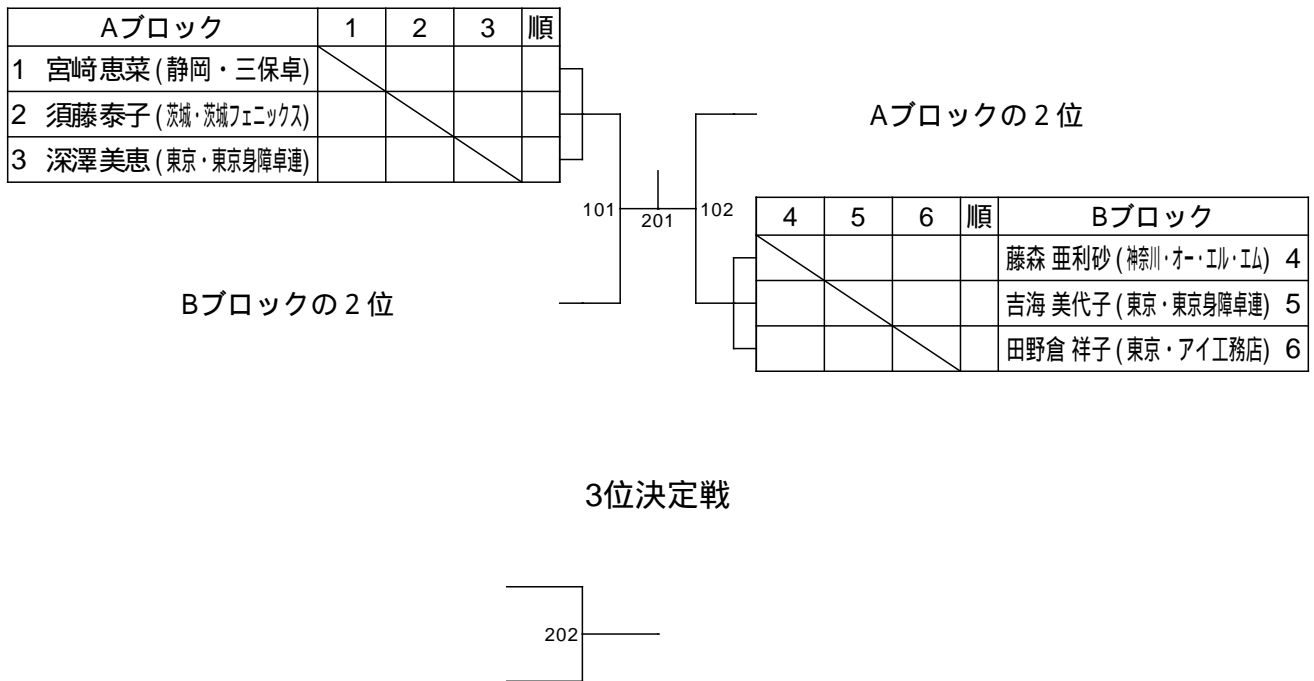 Aブロック 1 2 3 順
1 宮﨑恵菜(静岡・三保卓)
2 須藤泰子(茨城・茨城フェニックス)
3 深澤美恵(東京・東京身障卓連)
Aブロックの2位
101
201
102
4 5 6 順 Bブロック
藤森 亜利砂(神奈川・オー・エル・エム) 4
吉海 美代子(東京・東京身障卓連) 5
田野倉 祥子(東京・アイ工務店) 6
Bブロックの2位
3位決定戦
202